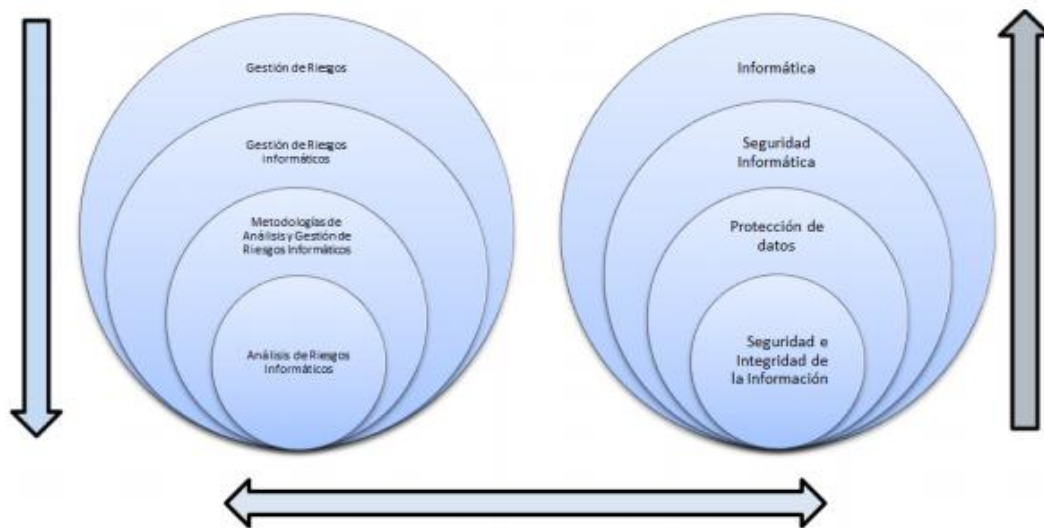 Gestión de Riesgos
Gestión de Riesgos
Informáticos
Metodologías de
Análisis y Gestión de
Riesgos Informáticos
Análisis de Riesgos
Informáticos
Informática
Seguridad
Informática
Protección de
datos
Seguridad e
Integridad de
la Información